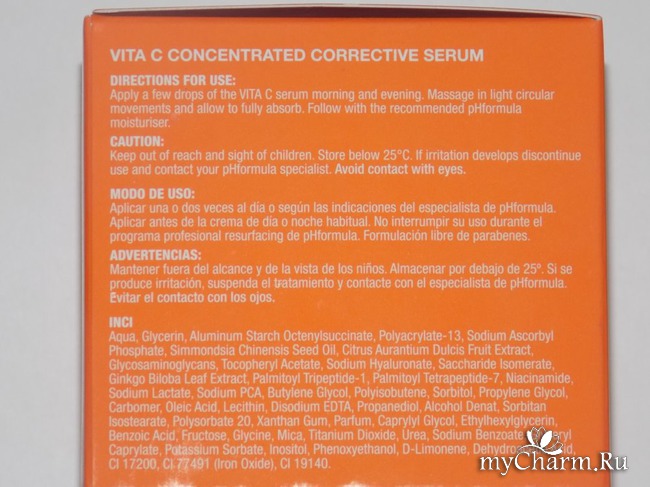 VITA C CONCENTRATED CORRECTIVE SERUM
DIRECTIONS FOR USE:
Apply a few drops of the VITA C serum morning and evening. Massage in light circular
movements and allow to fully absorb. Follow with the recommended pHformula
moisturiser.
CAUTION:
Keep out of reach and sight of children. Store below 25°C. If irritation develops discontinue
use and contact your pHformula specialist. Avoid contact with eyes.
MODO DE USO:
Aplicar una o dos veces al día o según las indicaciones del especialista de pHformula.
Aplicar antes de la crema de día o noche habitual. No interrumpir su uso durante el
programa profesional resurfacing de pHformula. Formulación libre de parabenes.
ADVERTENCIAS:
Mantener fuera del alcance y de la vista de los niños. Almacenar por debajo de 25º. Si se
produce irritación, suspenda el tratamiento y contacte con el especialista de pHformula.
Evitar el contacto con los ojos.
INCI
Aqua, Glycerin, Aluminum Starch Octenylsuccinate, Polyacrylate-13, Sodium Ascorbyl
Phosphate, Simmondsia Chinensis Seed Oil, Citrus Aurantium Dulcis Fruit Extract,
Glycosaminoglycans, Tocopheryl Acetate, Sodium Hyaluronate, Saccharide Isomerate,
Ginkgo Biloba Leaf Extract, Palmitoyl Tripeptide-1, Palmitoyl Tetrapeptide-7, Niacinamide,
Sodium Lactate, Sodium PCA, Butylene Glycol, Polyisobutene, Sorbitol, Propylene Glycol,
Carbomer, Oleic Acid, Lecithin, Disodium EDTA, Propanediol, Alcohol Denat, Sorbitan
Isostearate, Polysorbate 20, Xanthan Gum, Parfum, Caprylyl Glycol, Ethylhexylglycerin,
Benzoic Acid, Fructose, Glycine, Mica, Titanium Dioxide, Urea, Sodium Benzoate,
Caprylate, Potassium Sorbate, Inositol, Phenoxyethanol, D-Limonene,
CI 17200, CI 77491 (Iron Oxide), CI 19140.
myCharm.Ru